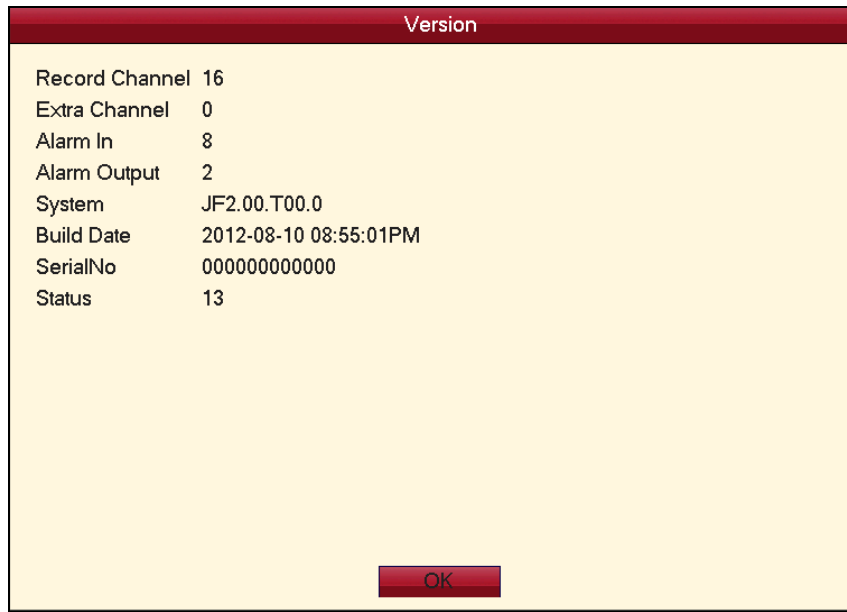 Version
Record Channel 16
Extra Channel 0
Alarm In 8
Alarm Output 2
System JF2.00.T00.0
Build Date 2012-08-10 08:55:01PM
SerialNo 000000000000
Status 13
OK